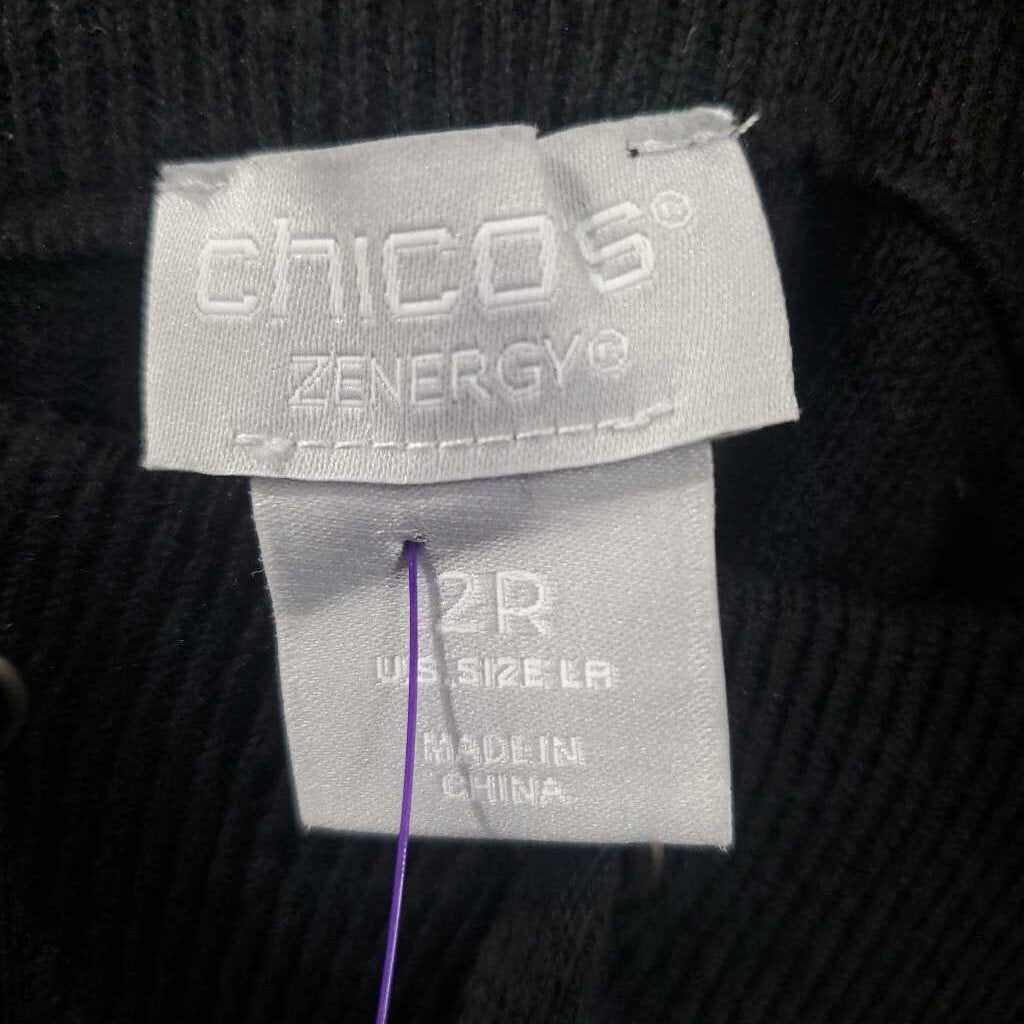 chico's®
ZENERGY®
2R
U.S. SIZE LR
MADE IN
CHINA